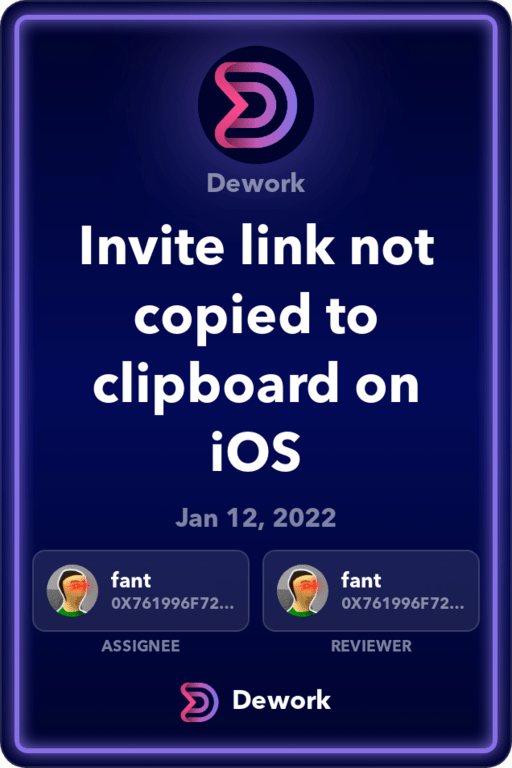 Dework
Invite link not
copied to
clipboard on
iOS
Jan 12, 2022
fant
0X761996F72...
ASSIGNEE
fant
0X761996F72...
REVIEWER
Dework